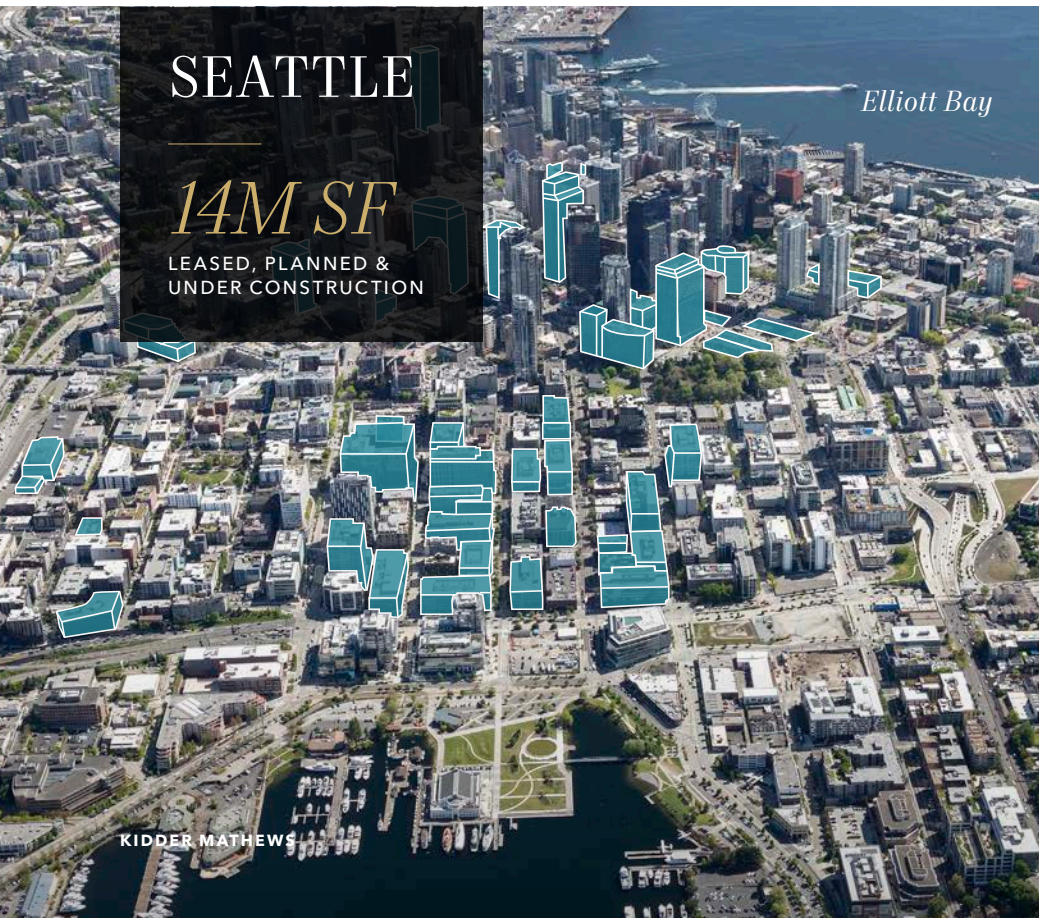 SEATTLE
14M SF
LEASED, PLANNED &
UNDER CONSTRUCTION
Elliott Bay
KIDDER MATHEWS